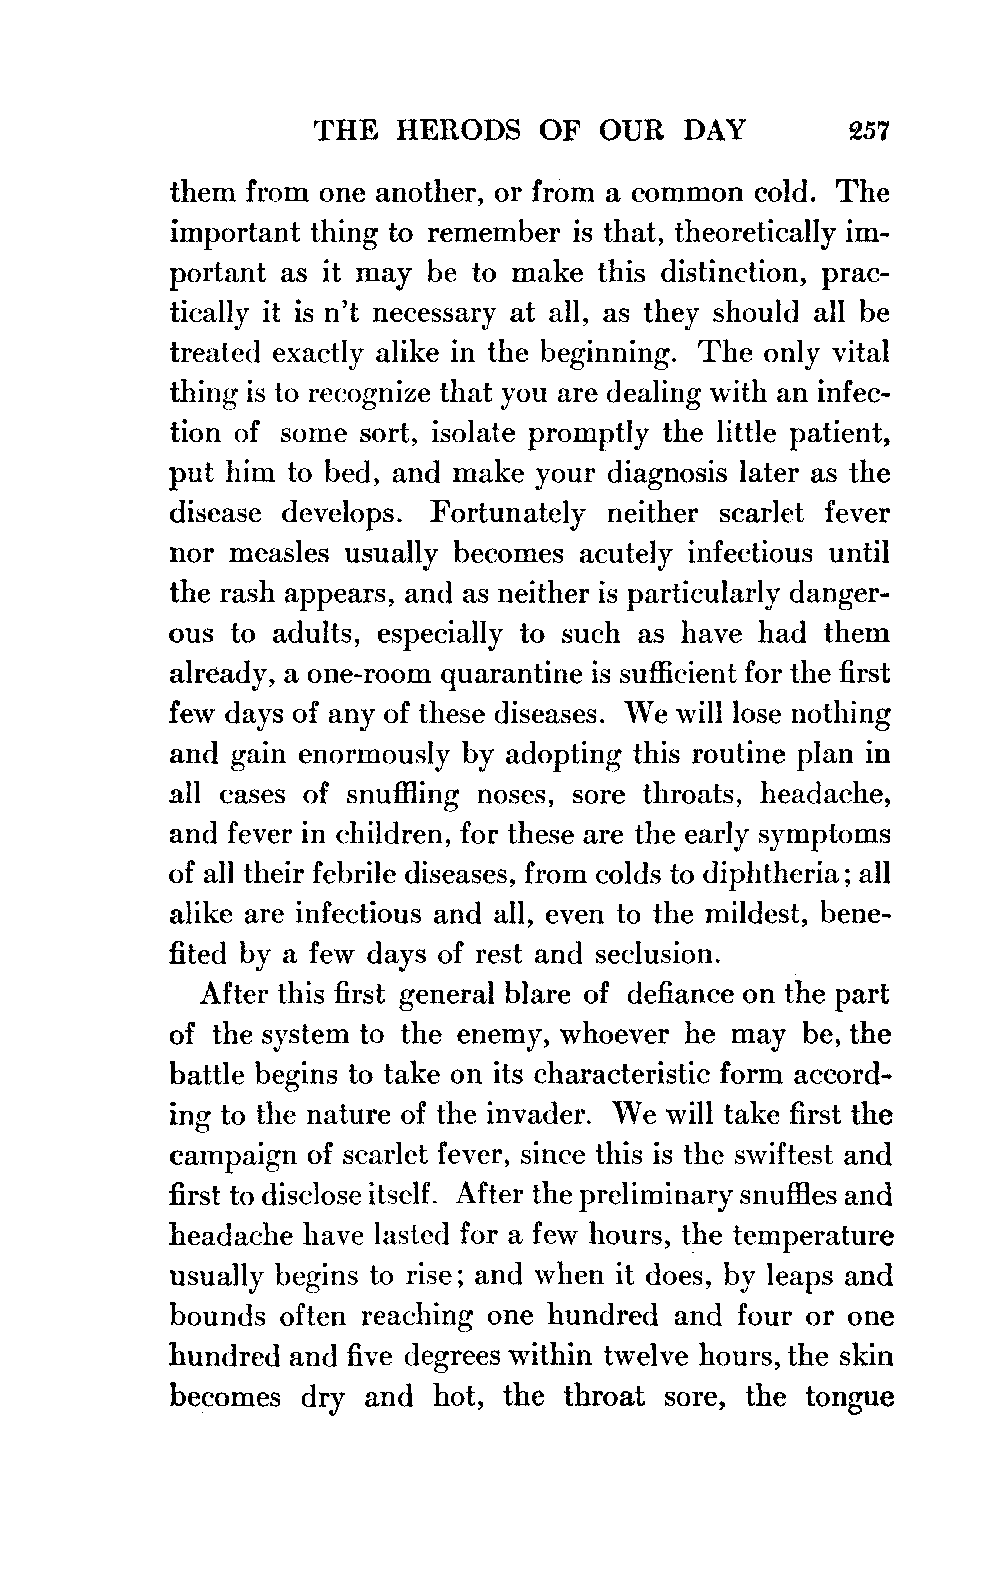 THE HERODS OF OUR DAY 257
them from one another, or from a common cold. The
important thing to remember is that, theoretically im-
portant as it may be to make this distinction, prac-
tically it is n't necessary at all, as they should all be
treated exactly alike in the beginning. The only vital
thing is to recognize that you are dealing with an infec-
tion of some sort, isolate promptly the little patient,
put him to bed, and make your diagnosis later as the
disease develops. Fortunately neither scarlet fever
nor measles usually becomes acutely infectious until
the rash appears, and as neither is particularly danger-
ous to adults, especially to such as have had them
already, a one-room quarantine is sufficient for the first
few days of any of these diseases. We will lose nothing
and gain enormously by adopting this routine plan in
all cases of snuffling noses, sore throats, headache,
and fever in children, for these are the early symptoms
of all their febrile diseases, from colds to diphtheria; all
alike are infectious and all, even to the mildest, bene-
fited by a few days of rest and seclusion.
After this first general blare of defiance on the part
of the system to the enemy, whoever he may be, the
battle begins to take on its characteristic form accord-
ing to the nature of the invader. We will take first the
campaign of scarlet fever, since this is the swiftest and
first to disclose itself. After the preliminary snuffles and
headache have lasted for a few hours, the temperature
usually begins to rise; and when it does, by leaps and
bounds often reaching one hundred and four or one
hundred and five degrees within twelve hours, the skin
becomes dry and hot, the throat sore, the tongue